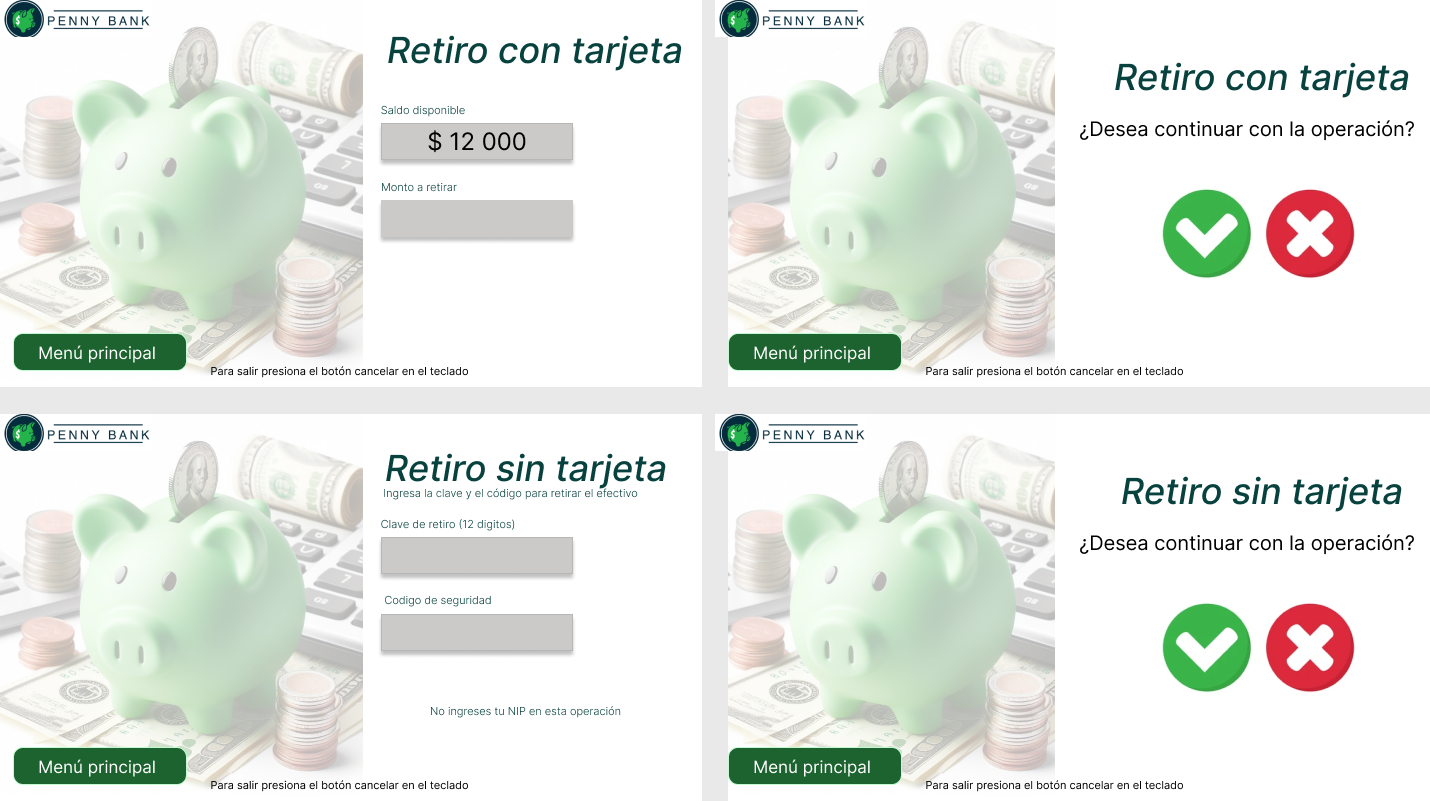 PENNY BANK
Retiro con tarjeta
Saldo disponible
$ 12 000
Monto a retirar
Menú principal
Para salir presiona el botón cancelar en el teclado
PENNY BANK
Retiro con tarjeta
¿Desea continuar con la operación?
Menú principal
Para salir presiona el botón cancelar en el teclado
PENNY BANK
Retiro sin tarjeta
Ingresa la clave y el código para retirar el efectivo
Clave de retiro (12 digitos)
Codigo de seguridad
No ingreses tu NIP en esta operación
Menú principal
Para salir presiona el botón cancelar en el teclado
PENNY BANK
Retiro sin tarjeta
¿Desea continuar con la operación?
Menú principal
Para salir presiona el botón cancelar en el teclado